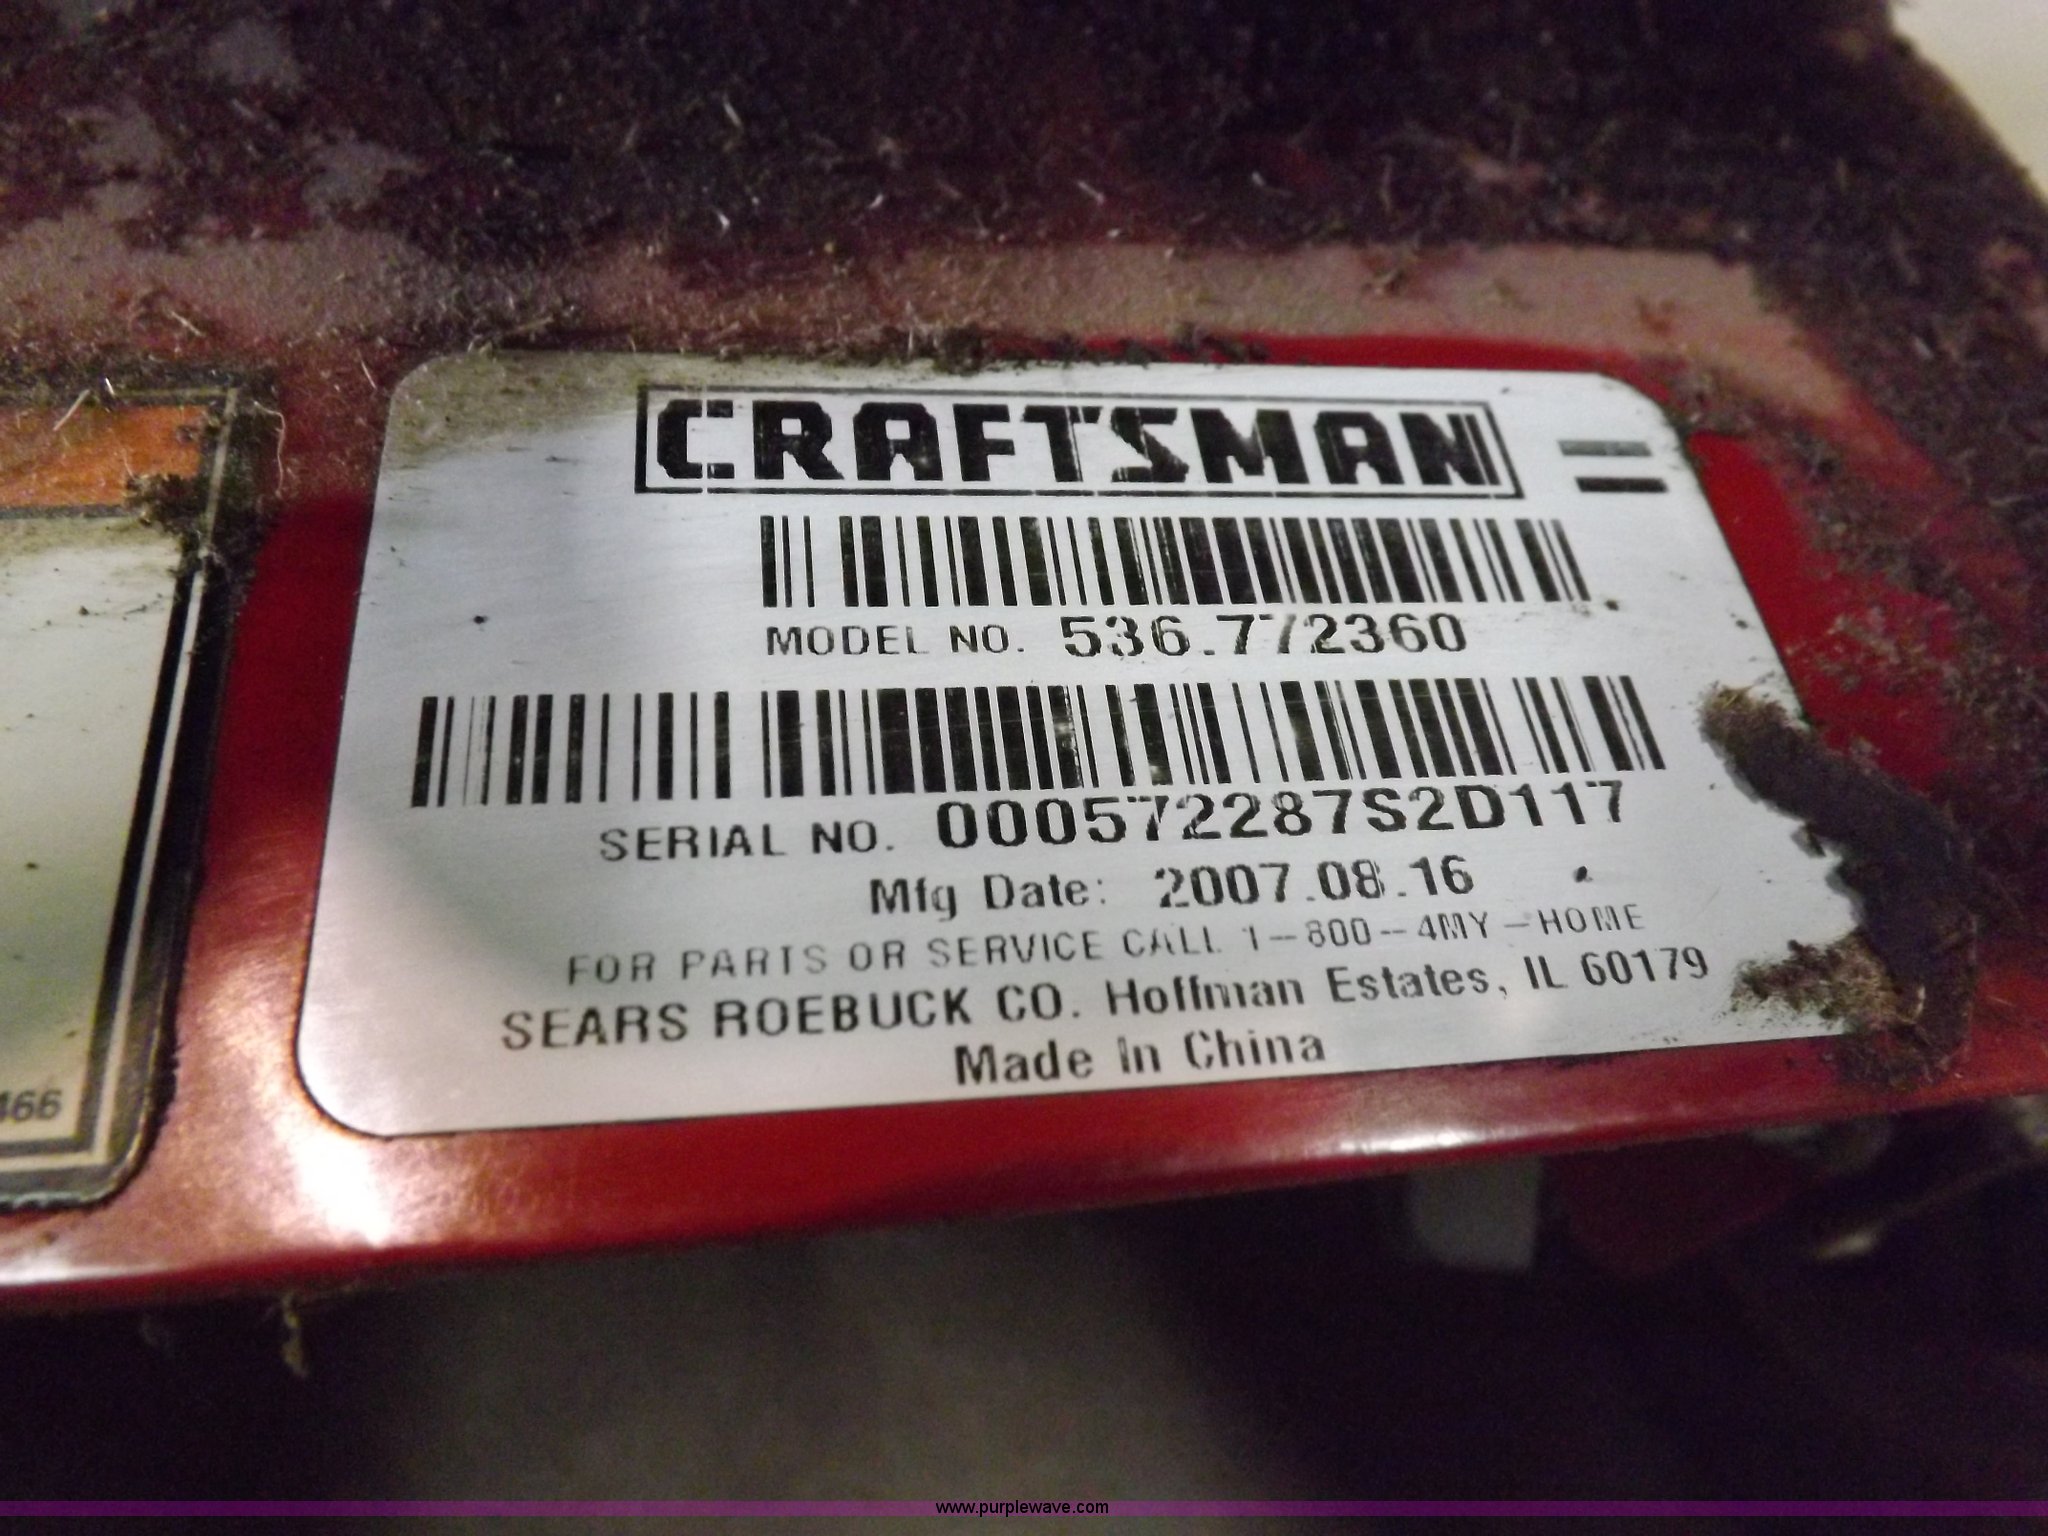 CRAFTSMAN
MODEL NO. 536.772360
SERIAL NO. 000572287S2D117
Mfg Date: 2007.08.16
FOR PARTS OR SERVICE CALL 1-800-4MY-HOME
SEARS ROEBUCK CO. Hoffman Estates, IL 60179
Made In China
466
www.purplewave.com